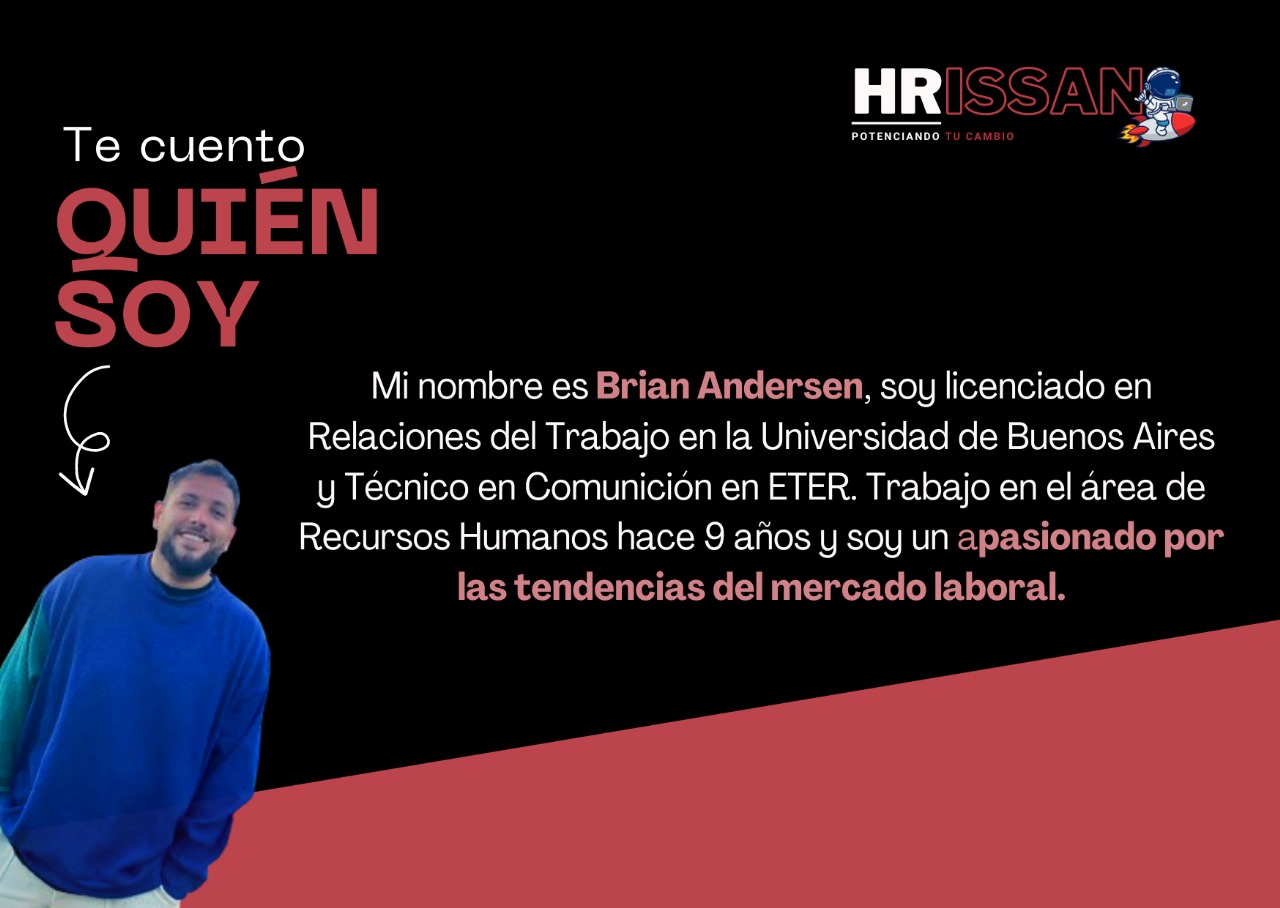 HRISSAN
POTENCIANDO TU CAMBIO
Te cuento
QUIÉN
SOY
Mi nombre es Brian Andersen, soy licenciado en
Relaciones del Trabajo en la Universidad de Buenos Aires
y Técnico en Comunición en ETER. Trabajo en el área de
Recursos Humanos hace 9 años y soy un apasionado por
las tendencias del mercado laboral.